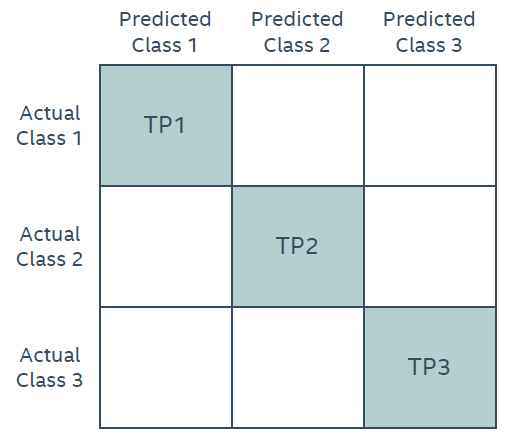 Predicted Predicted Predicted
Class 1 Class 2 Class 3
Actual
Class 1
TP1
Actual
Class 2
TP2
Actual
Class 3
TP3